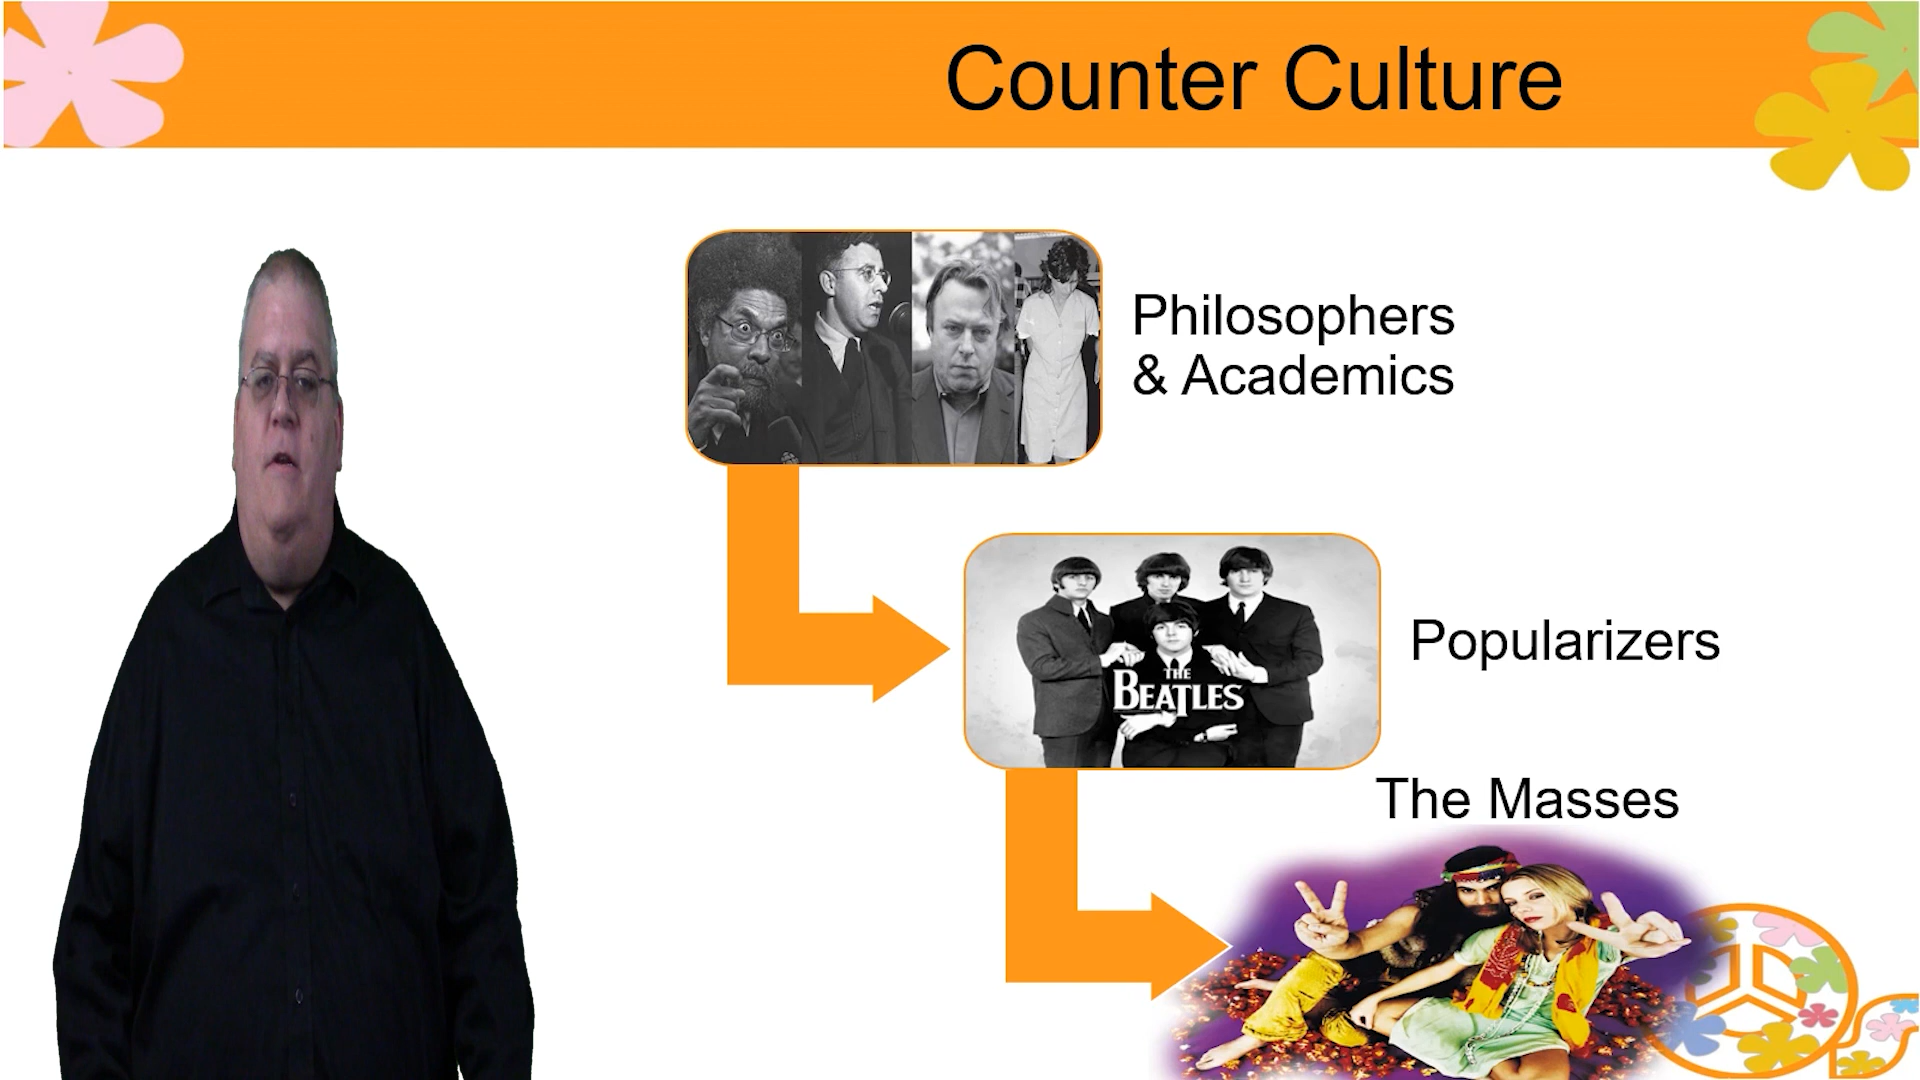 Counter Culture
Philosophers
& Academics
THE
BEATLES
Popularizers
The Masses